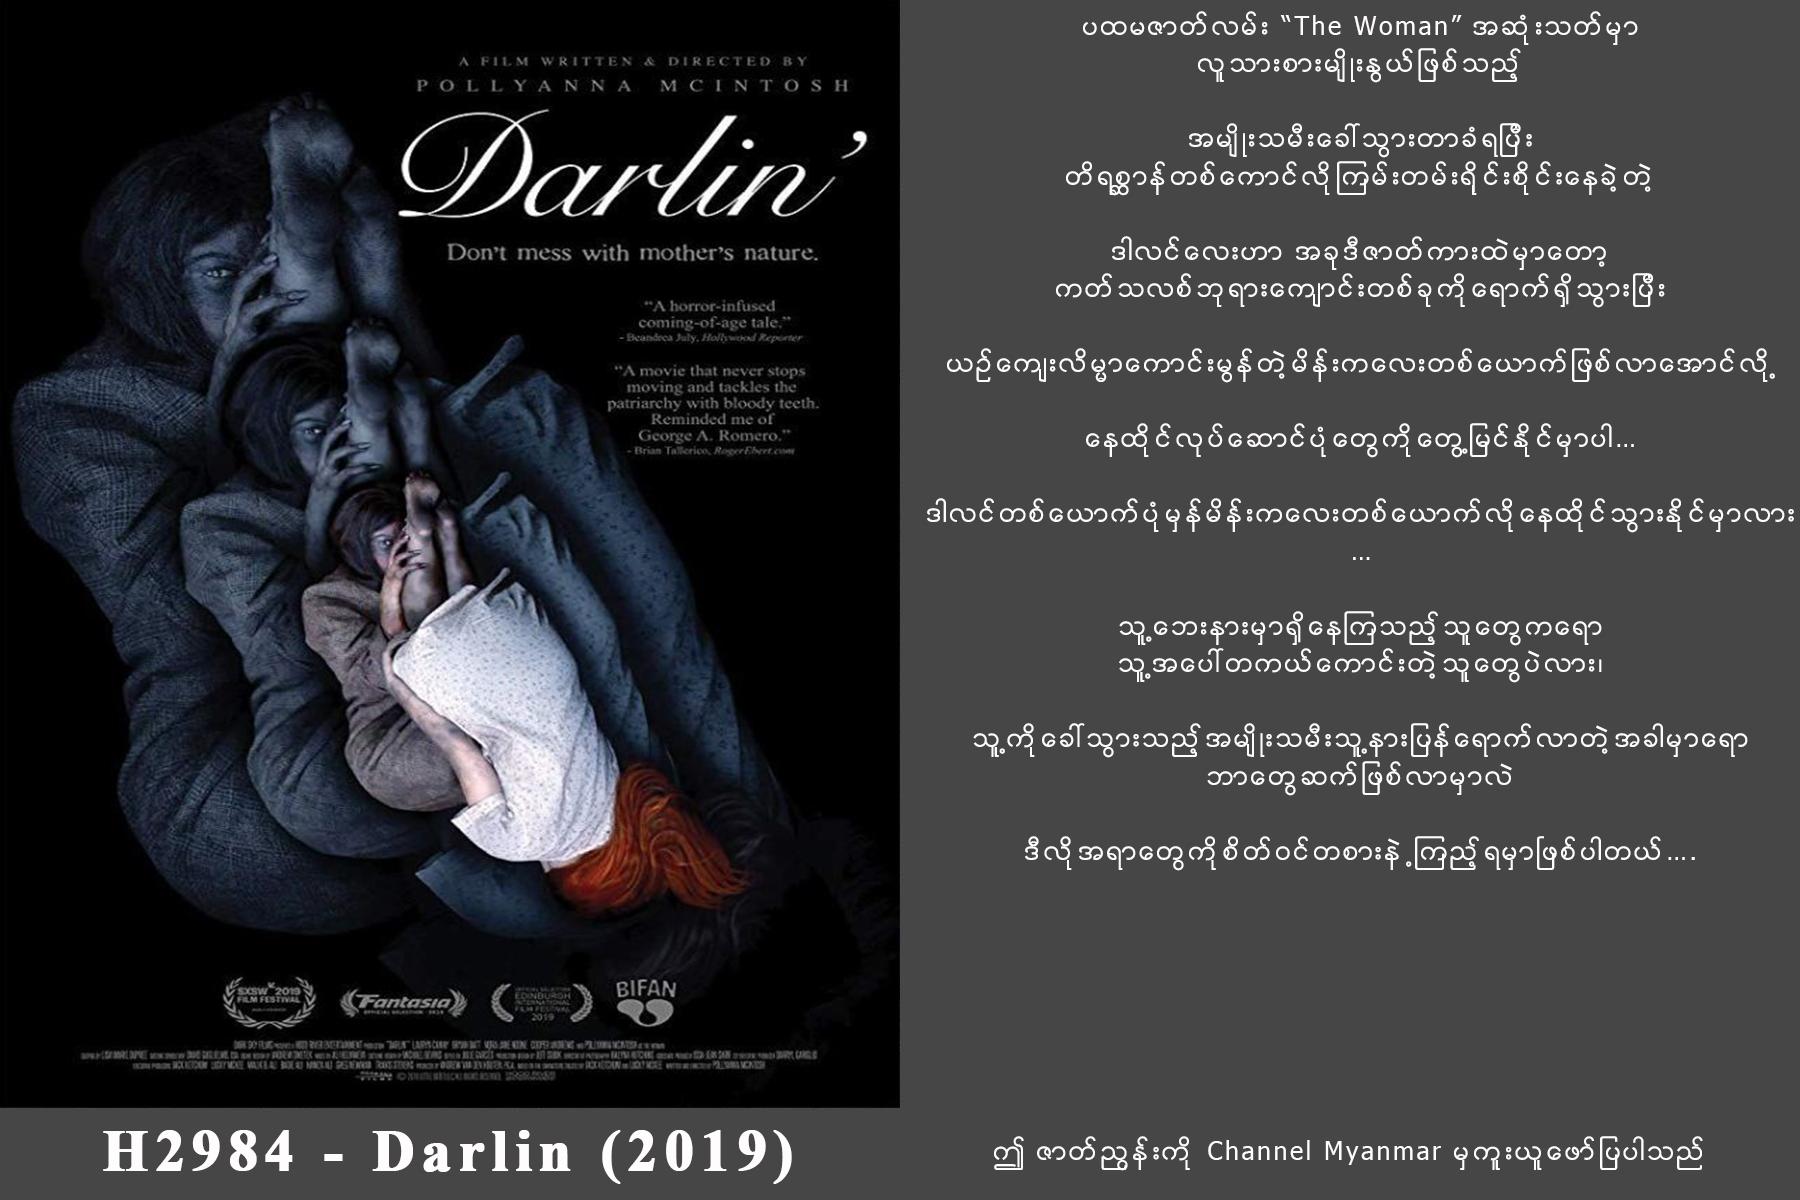 A FILM WRITTEN & DIRECTED BY
POLLYANNA MCINTOSH
Darlin'
Don't mess with mother's nature.
“A horror-infused
coming-of-age tale.”
- Beandrea July, Hollywood Reporter
“A movie that never stops
moving and tackles the
patriarchy with bloody teeth.
Reminded me of
George A. Romero.”
- Brian Tallerico, RogerEbert.com
SXSW 2019
FILM FESTIVAL
Fantasia
OFFICIAL SELECTION - 2019
EDINBURGH
INTERNATIONAL
FILM FESTIVAL
2019
BIFAN
H2984 - Darlin (2019)
ပထမဇာတ်လမ်း “The Woman” အဆုံးသတ်မှာ
လူသားစားမျိုးနွယ်ဖြစ်သည့်
အမျိုးသမီးခေါ်သွားတာခံရပြီး
တိရစ္ဆာန်တစ်ကောင်လိုကြမ်းတမ်းရိုင်းစိုင်းနေခဲ့တဲ့
ဒါလင်လေးဟာ အခုဒီဇာတ်ကားထဲမှာတော့
ကတ်သလစ်ဘုရားကျောင်းတစ်ခုကိုရောက်ရှိသွားပြီး
ယဉ်ကျေးလိမ္မာကောင်းမွန်တဲ့မိန်းကလေးတစ်ယောက်ဖြစ်လာအောင်လို့
နေထိုင်လုပ်ဆောင်ပုံတွေကိုတွေ့မြင်နိုင်မှာပါ...
ဒါလင်တစ်ယောက်ပုံမှန်မိန်းကလေးတစ်ယောက်လိုနေထိုင်သွားနိုင်မှာလား
...
သူ့ဘေးနားမှာရှိနေကြသည့်သူတွေကရော
သူ့အပေါ်တကယ်ကောင်းတဲ့သူတွေပဲလား၊
သူ့ကိုခေါ်သွားသည့်အမျိုးသမီးသူ့နားပြန်ရောက်လာတဲ့အခါမှာရော
ဘာတွေဆက်ဖြစ်လာမှာလဲ
ဒီလိုအရာတွေကိုစိတ်ဝင်တစားနဲ့ကြည့်ရမှာဖြစ်ပါတယ်....
ဤ ဇာတ်ညွှန်းကို Channel Myanmar မှကူးယူဖော်ပြပါသည်